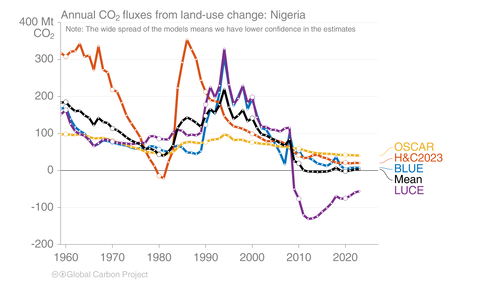 Annual CO₂ fluxes from land-use change: Nigeria
400 Mt
CO₂
Note: The wide spread of the models means we have lower confidence in the estimates
300
200
100
0
-100
-200
OSCAR
H&C2023
BLUE
Mean
LUCE
1960 1970 1980 1990 2000 2010 2020
Global Carbon Project